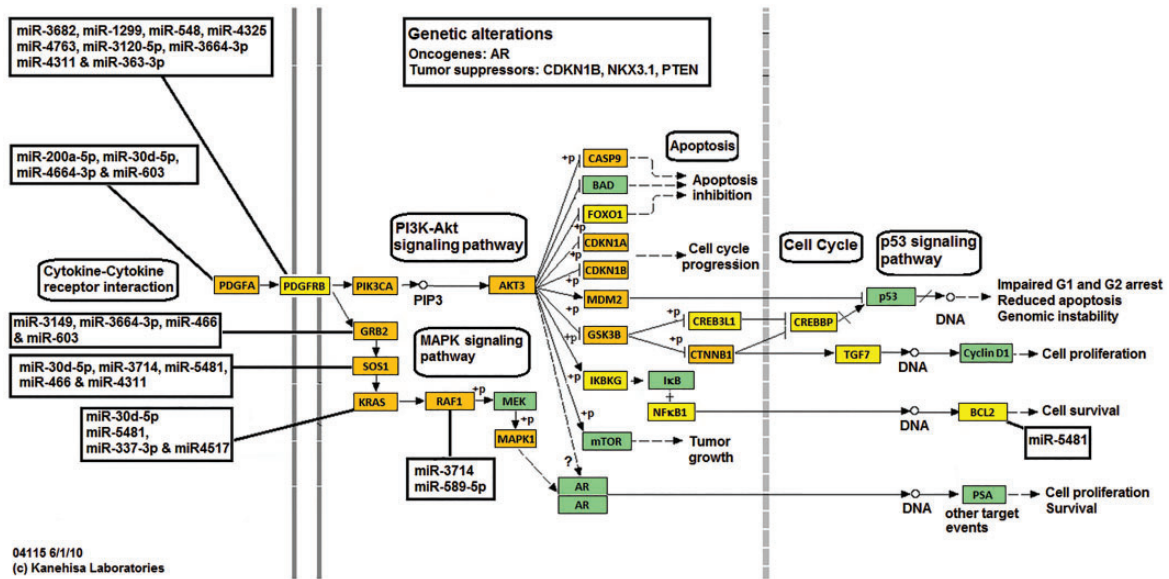 miR-3682, miR-1299, miR-548, miR-4325
miR-4763, miR-3120-5p, miR-3664-3p
miR-4311 & miR-363-3p
Genetic alterations
Oncogenes: AR
Tumor suppressors: CDKN1B, NKX3.1, PTEN
miR-200a-5p, miR-30d-5p,
miR-4664-3p & miR-603
Cytokine-Cytokine
receptor interaction
PDGFA
PDGFRB
PIK3CA
PIP3
PI3K-Akt
signaling pathway
AKT3
miR-3149, miR-3664-3p, miR-466
& miR-603
GRB2
miR-30d-5p, miR-3714, miR-5481,
miR-466 & miR-4311
SOS1
miR-30d-5p
miR-5481,
miR-337-3p & miR4517
KRAS
RAF1
+p
MEK
+p
MAPK1
MAPK signaling
pathway
miR-3714
miR-589-5p
+p
CASP9
Apoptosis
+p
BAD
Apoptosis
inhibition
+p
FOXO1
+p
CDKN1A
Cell cycle
progression
+p
CDKN1B
+p
MDM2
+p
GSK3B
+p
CREB3L1
+p
CTNNB1
+p
IKBKG
IκB
+
NFκB1
+p
mTOR
Tumor
growth
?
AR
AR
Cell Cycle
p53 signaling
pathway
CREBBP
p53
DNA
Impaired G1 and G2 arrest
Reduced apoptosis
Genomic instability
TGF7
DNA
Cyclin D1
Cell proliferation
DNA
BCL2
Cell survival
miR-5481
DNA
PSA
other target
events
Cell proliferation
Survival
04115 6/1/10
(c) Kanehisa Laboratories